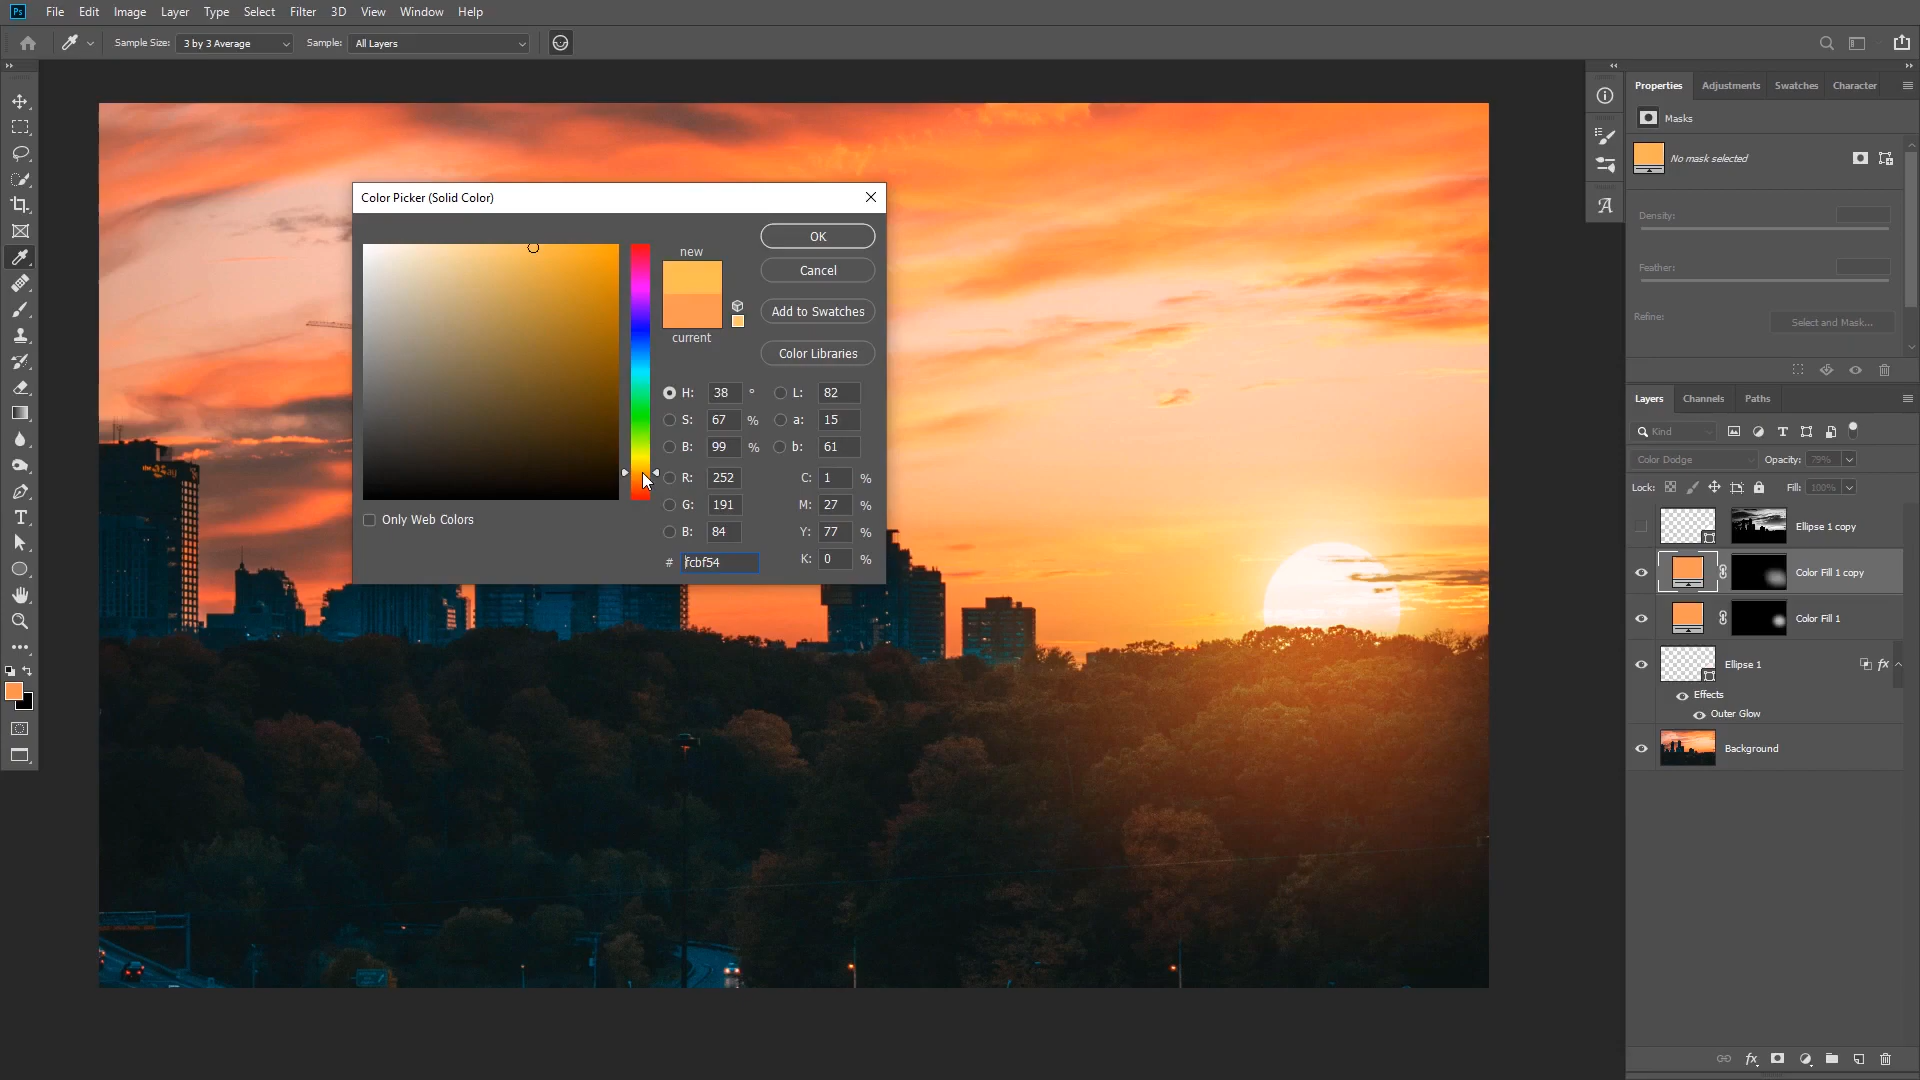 Ps File Edit Image Layer Type Select Filter 3D View Window Help
Sample Size: 3 by 3 Average Sample: All Layers
Properties Adjustments Swatches Character
Masks
No mask selected
Density:
Feather:
Refine: Select and Mask...
Color Picker (Solid Color)
new
current
OK
Cancel
Add to Swatches
Color Libraries
H: 38 ° L: 82
S: 67 % a: 15
B: 99 % b: 61
R: 252 C: 1 %
G: 191 M: 27 %
B: 84 Y: 77 %
# fcbf54 K: 0 %
Only Web Colors
Layers Channels Paths
Kind
Color Dodge Opacity: 79%
Lock: Fill: 100%
Ellipse 1 copy
Color Fill 1 copy
Color Fill 1
Ellipse 1 fx
Effects
Outer Glow
Background
fx